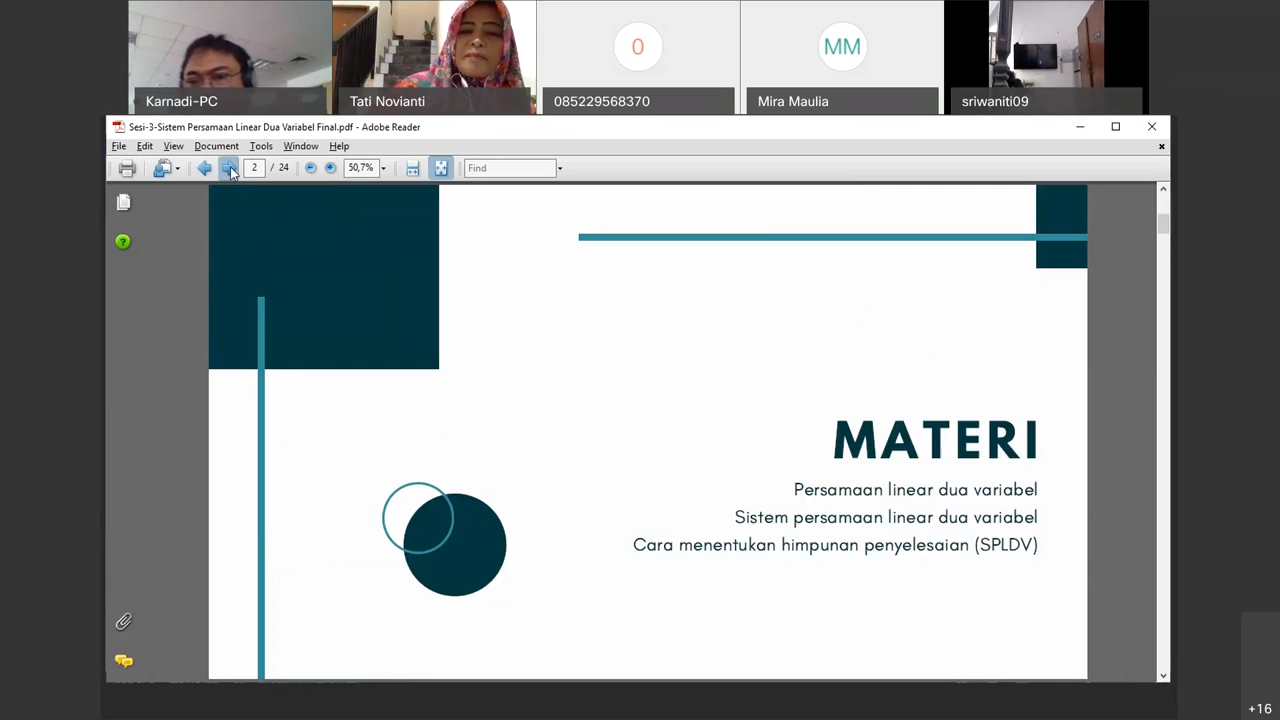 0
MM
Karnadi-PC
Tati Novianti
085229568370
Mira Maulia
sriwaniti09
Sesi-3-Sistem Persamaan Linear Dua Variabel Final.pdf - Adobe Reader
File Edit View Document Tools Window Help
2 / 24 50,7% Find
MATERI
Persamaan linear dua variabel
Sistem persamaan linear dua variabel
Cara menentukan himpunan penyelesaian (SPLDV)
+16